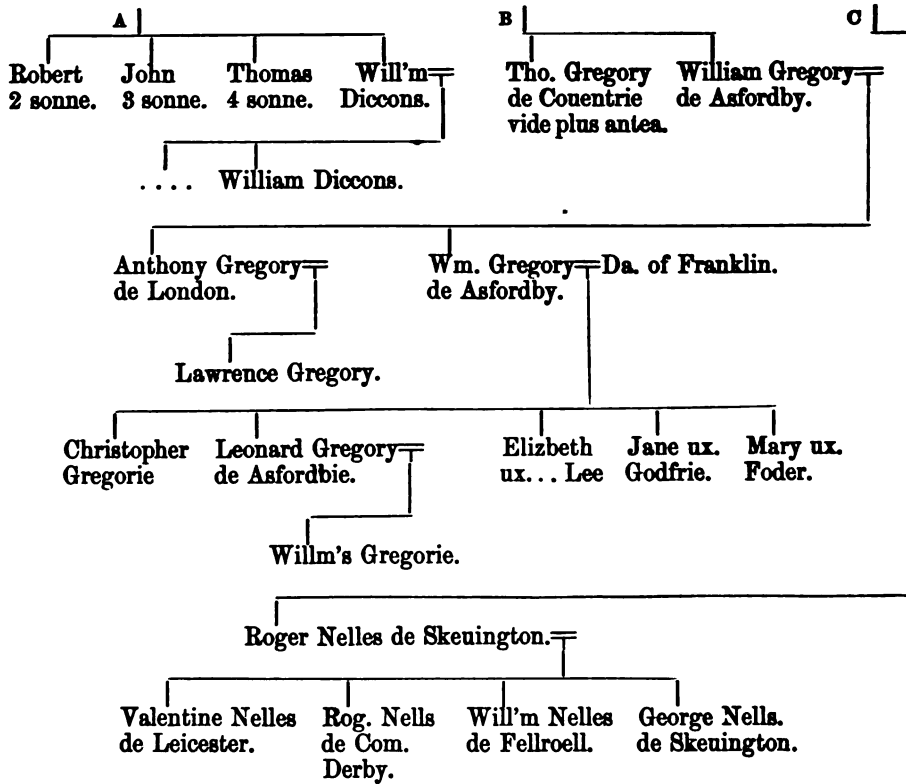 A B C
Robert John Thomas Will'm Tho. Gregory William Gregory
2 sonne. 3 sonne. 4 sonne. Diccons. de Couentrie de Asfordby.
vide plus antea.
. . . . William Diccons.
Anthony Gregory Wm. Gregory Da. of Franklin.
de London. de Asfordby.
Lawrence Gregory.
Christopher Leonard Gregory Elizbeth Jane ux. Mary ux.
Gregorie de Asfordbie. ux... Lee Godfrie. Foder.
Willm's Gregorie.
Roger Nelles de Skeuington.
Valentine Nelles Rog. Nells Will'm Nelles George Nells.
de Leicester. de Com. de Fellroell. de Skeuington.
Derby.